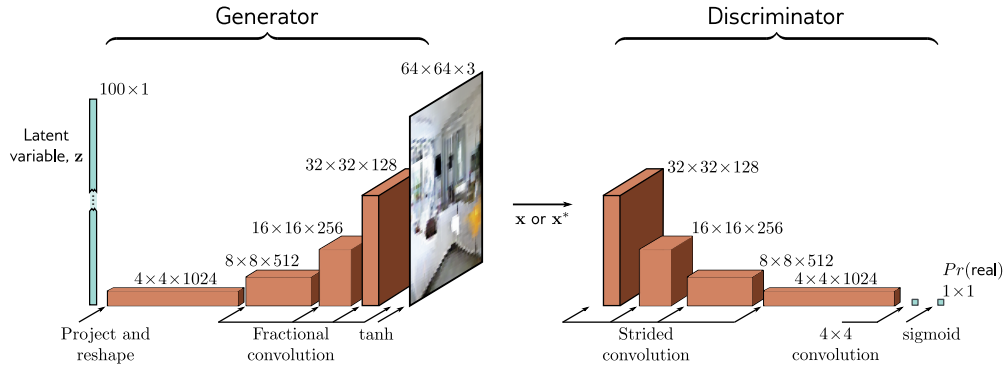 Generator
Discriminator
64×64×3
100×1
Latent
variable, z
32×32×128
32×32×128
16×16×256
x or x*
16×16×256
8×8×512
8×8×512
4×4×1024
4×4×1024
Pr(real)
1×1
Project and
reshape
Fractional
convolution
tanh
Strided
convolution
4×4
convolution
sigmoid